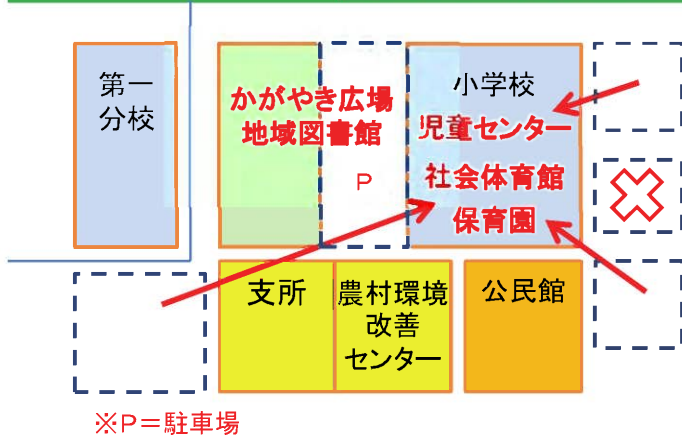 第一
分校
かがやき広場
地域図書館
P
小学校
児童センター
社会体育館
保育園
支所
農村環境
改善
センター
公民館
※P＝駐車場